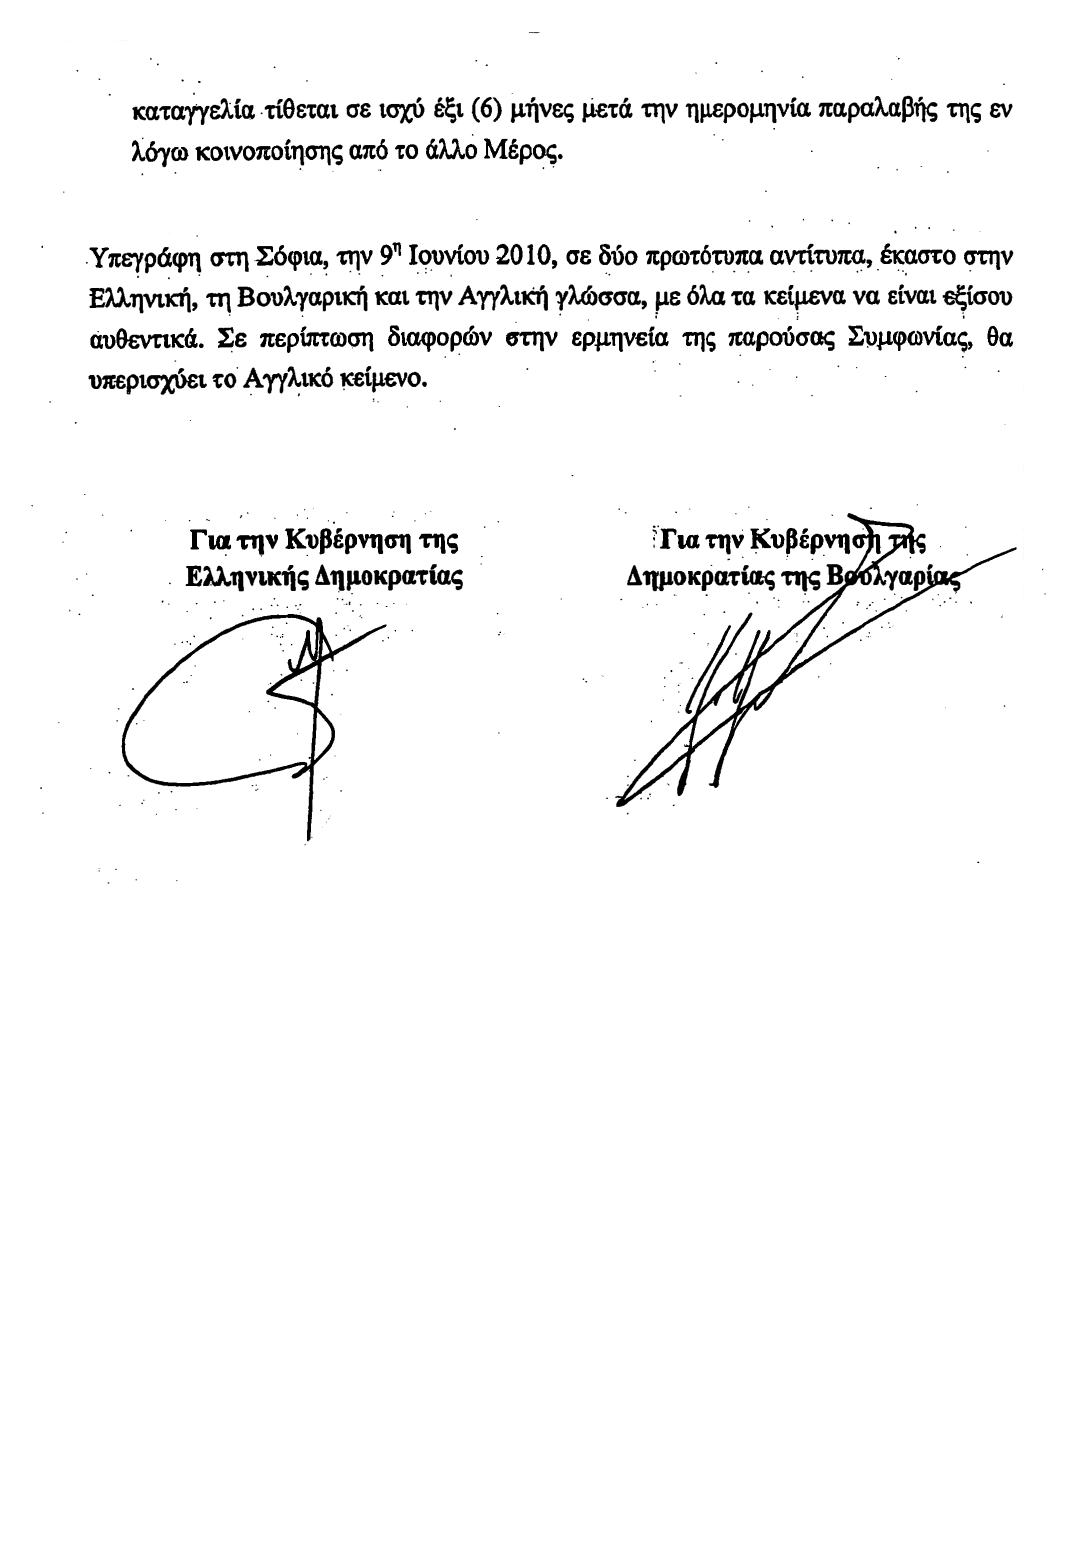 καταγγελία τίθεται σε ισχύ έξι (6) μήνες μετά την ημερομηνία παραλαβής της εν
λόγω κοινοποίησης από το άλλο Μέρος.
Υπεγράφη στη Σόφια, την 9η Ιουνίου 2010, σε δύο πρωτότυπα αντίτυπα, έκαστο στην
Ελληνική, τη Βουλγαρική και την Αγγλική γλώσσα, με όλα τα κείμενα να είναι εξίσου
αυθεντικά. Σε περίπτωση διαφορών στην ερμηνεία της παρούσας Συμφωνίας, θα
υπερισχύει το Αγγλικό κείμενο.
Για την Κυβέρνηση της
Ελληνικής Δημοκρατίας
Για την Κυβέρνηση της
Δημοκρατίας της Βουλγαρίας